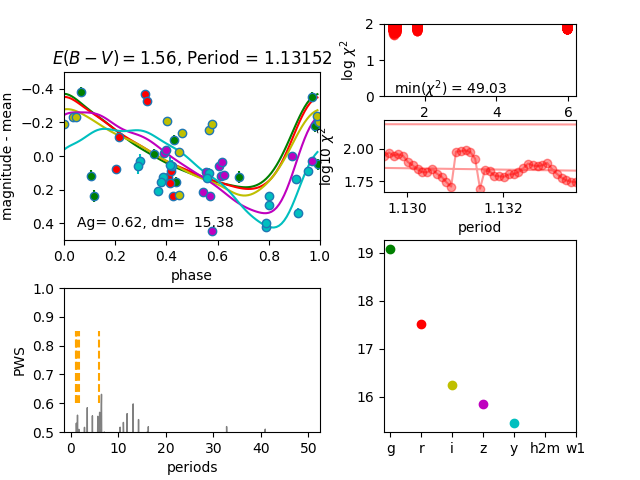 E(B − V) = 1.56, Period = 1.13152
magnitude - mean
−0.4
−0.2
0.0
0.2
0.4
Ag= 0.62, dm=  15.38
0.0 0.2 0.4 0.6 0.8 1.0
phase
log χ²
2
1
0
min(χ²) = 49.03
2 4 6
log10 χ²
2.00
1.75
1.130 1.132
period
PWS
1.0
0.9
0.8
0.7
0.6
0.5
0 10 20 30 40 50
periods
19
18
17
16
g r i z y h2m w1